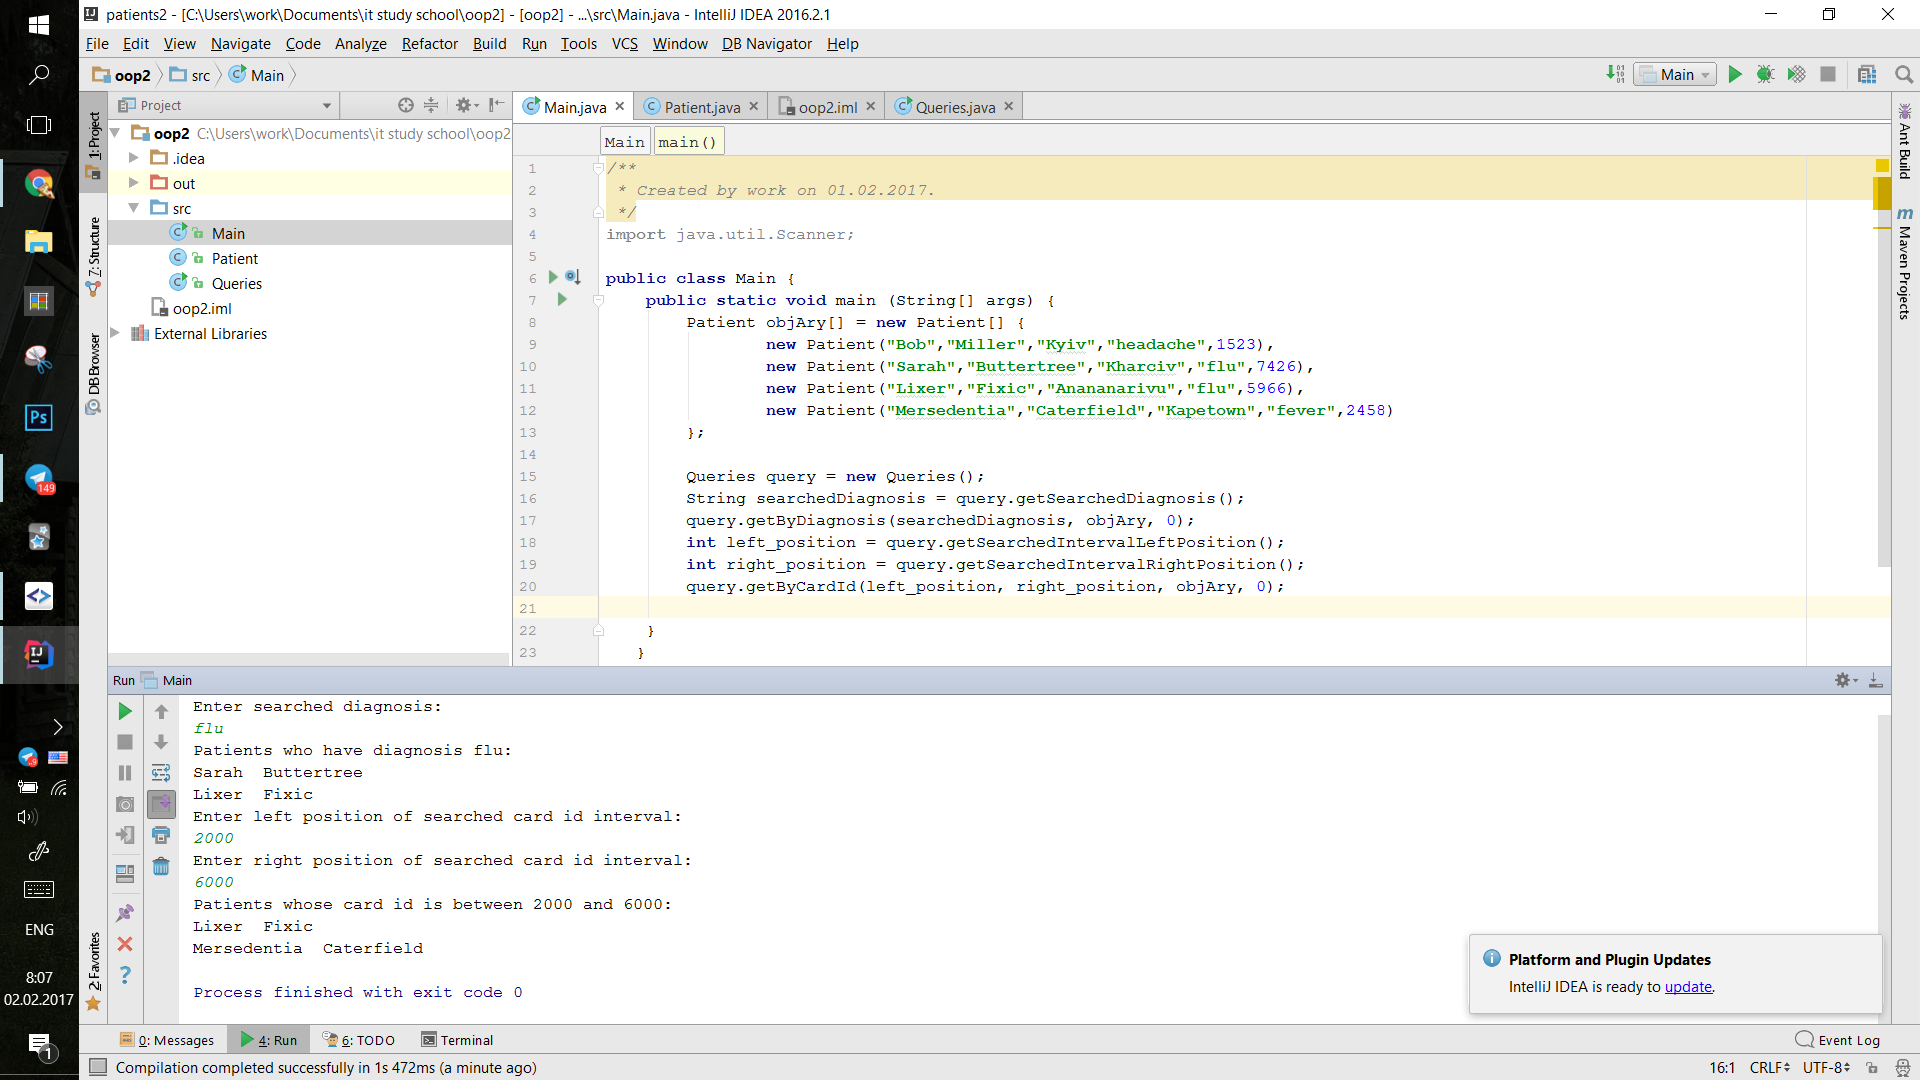 patients2 - [C:\Users\work\Documents\it study school\oop2] - [oop2] - ...\src\Main.java - IntelliJ IDEA 2016.2.1
File Edit View Navigate Code Analyze Refactor Build Run Tools VCS Window DB Navigator Help
oop2 src Main
Main
Project
Main.java Patient.java oop2.iml Queries.java
1: Project
7: Structure
DB Browser
2: Favorites
Ant Build
m Maven Projects
oop2 C:\Users\work\Documents\it study school\oop2
.idea
out
src
Main
Patient
Queries
oop2.iml
External Libraries
Main main()
1 /**
2 * Created by work on 01.02.2017.
3 */
4 import java.util.Scanner;
5
6 public class Main {
7 public static void main (String[] args) {
8 Patient objAry[] = new Patient[] {
9 new Patient("Bob","Miller","Kyiv","headache",1523),
10 new Patient("Sarah","Buttertree","Kharciv","flu",7426),
11 new Patient("Lixer","Fixic","Anananarivu","flu",5966),
12 new Patient("Mersedentia","Caterfield","Kapetown","fever",2458)
13 };
14
15 Queries query = new Queries();
16 String searchedDiagnosis = query.getSearchedDiagnosis();
17 query.getByDiagnosis(searchedDiagnosis, objAry, 0);
18 int left_position = query.getSearchedIntervalLeftPosition();
19 int right_position = query.getSearchedIntervalRightPosition();
20 query.getByCardId(left_position, right_position, objAry, 0);
21
22 }
23 }
Run Main
Enter searched diagnosis:
flu
Patients who have diagnosis flu:
Sarah Buttertree
Lixer Fixic
Enter left position of searched card id interval:
2000
Enter right position of searched card id interval:
6000
Patients whose card id is between 2000 and 6000:
Lixer Fixic
Mersedentia Caterfield
Process finished with exit code 0
Platform and Plugin Updates
IntelliJ IDEA is ready to update.
0: Messages 4: Run 6: TODO Terminal Event Log
Compilation completed successfully in 1s 472ms (a minute ago) 16:1 CRLF UTF-8
Ps
149
IJ
ENG
8:07
02.02.2017
1